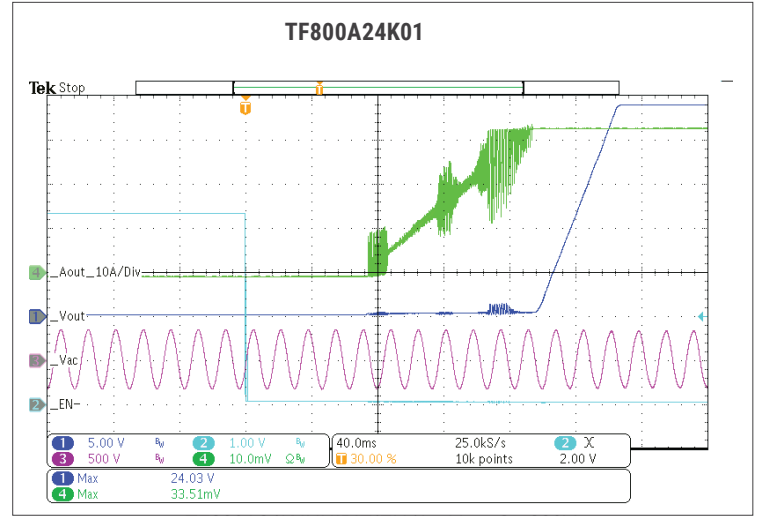 TF800A24K01
Tek Stop
T
T
4 _Aout_10A/Div
1 _Vout
3 _Vac
2 _EN-
1 5.00 V BW 2 1.00 V BW 40.0ms 25.0kS/s 2 2.00 V
3 500 V BW 4 10.0mV Ω BW T 30.00 % 10k points
1 Max 24.03 V
4 Max 33.51mV